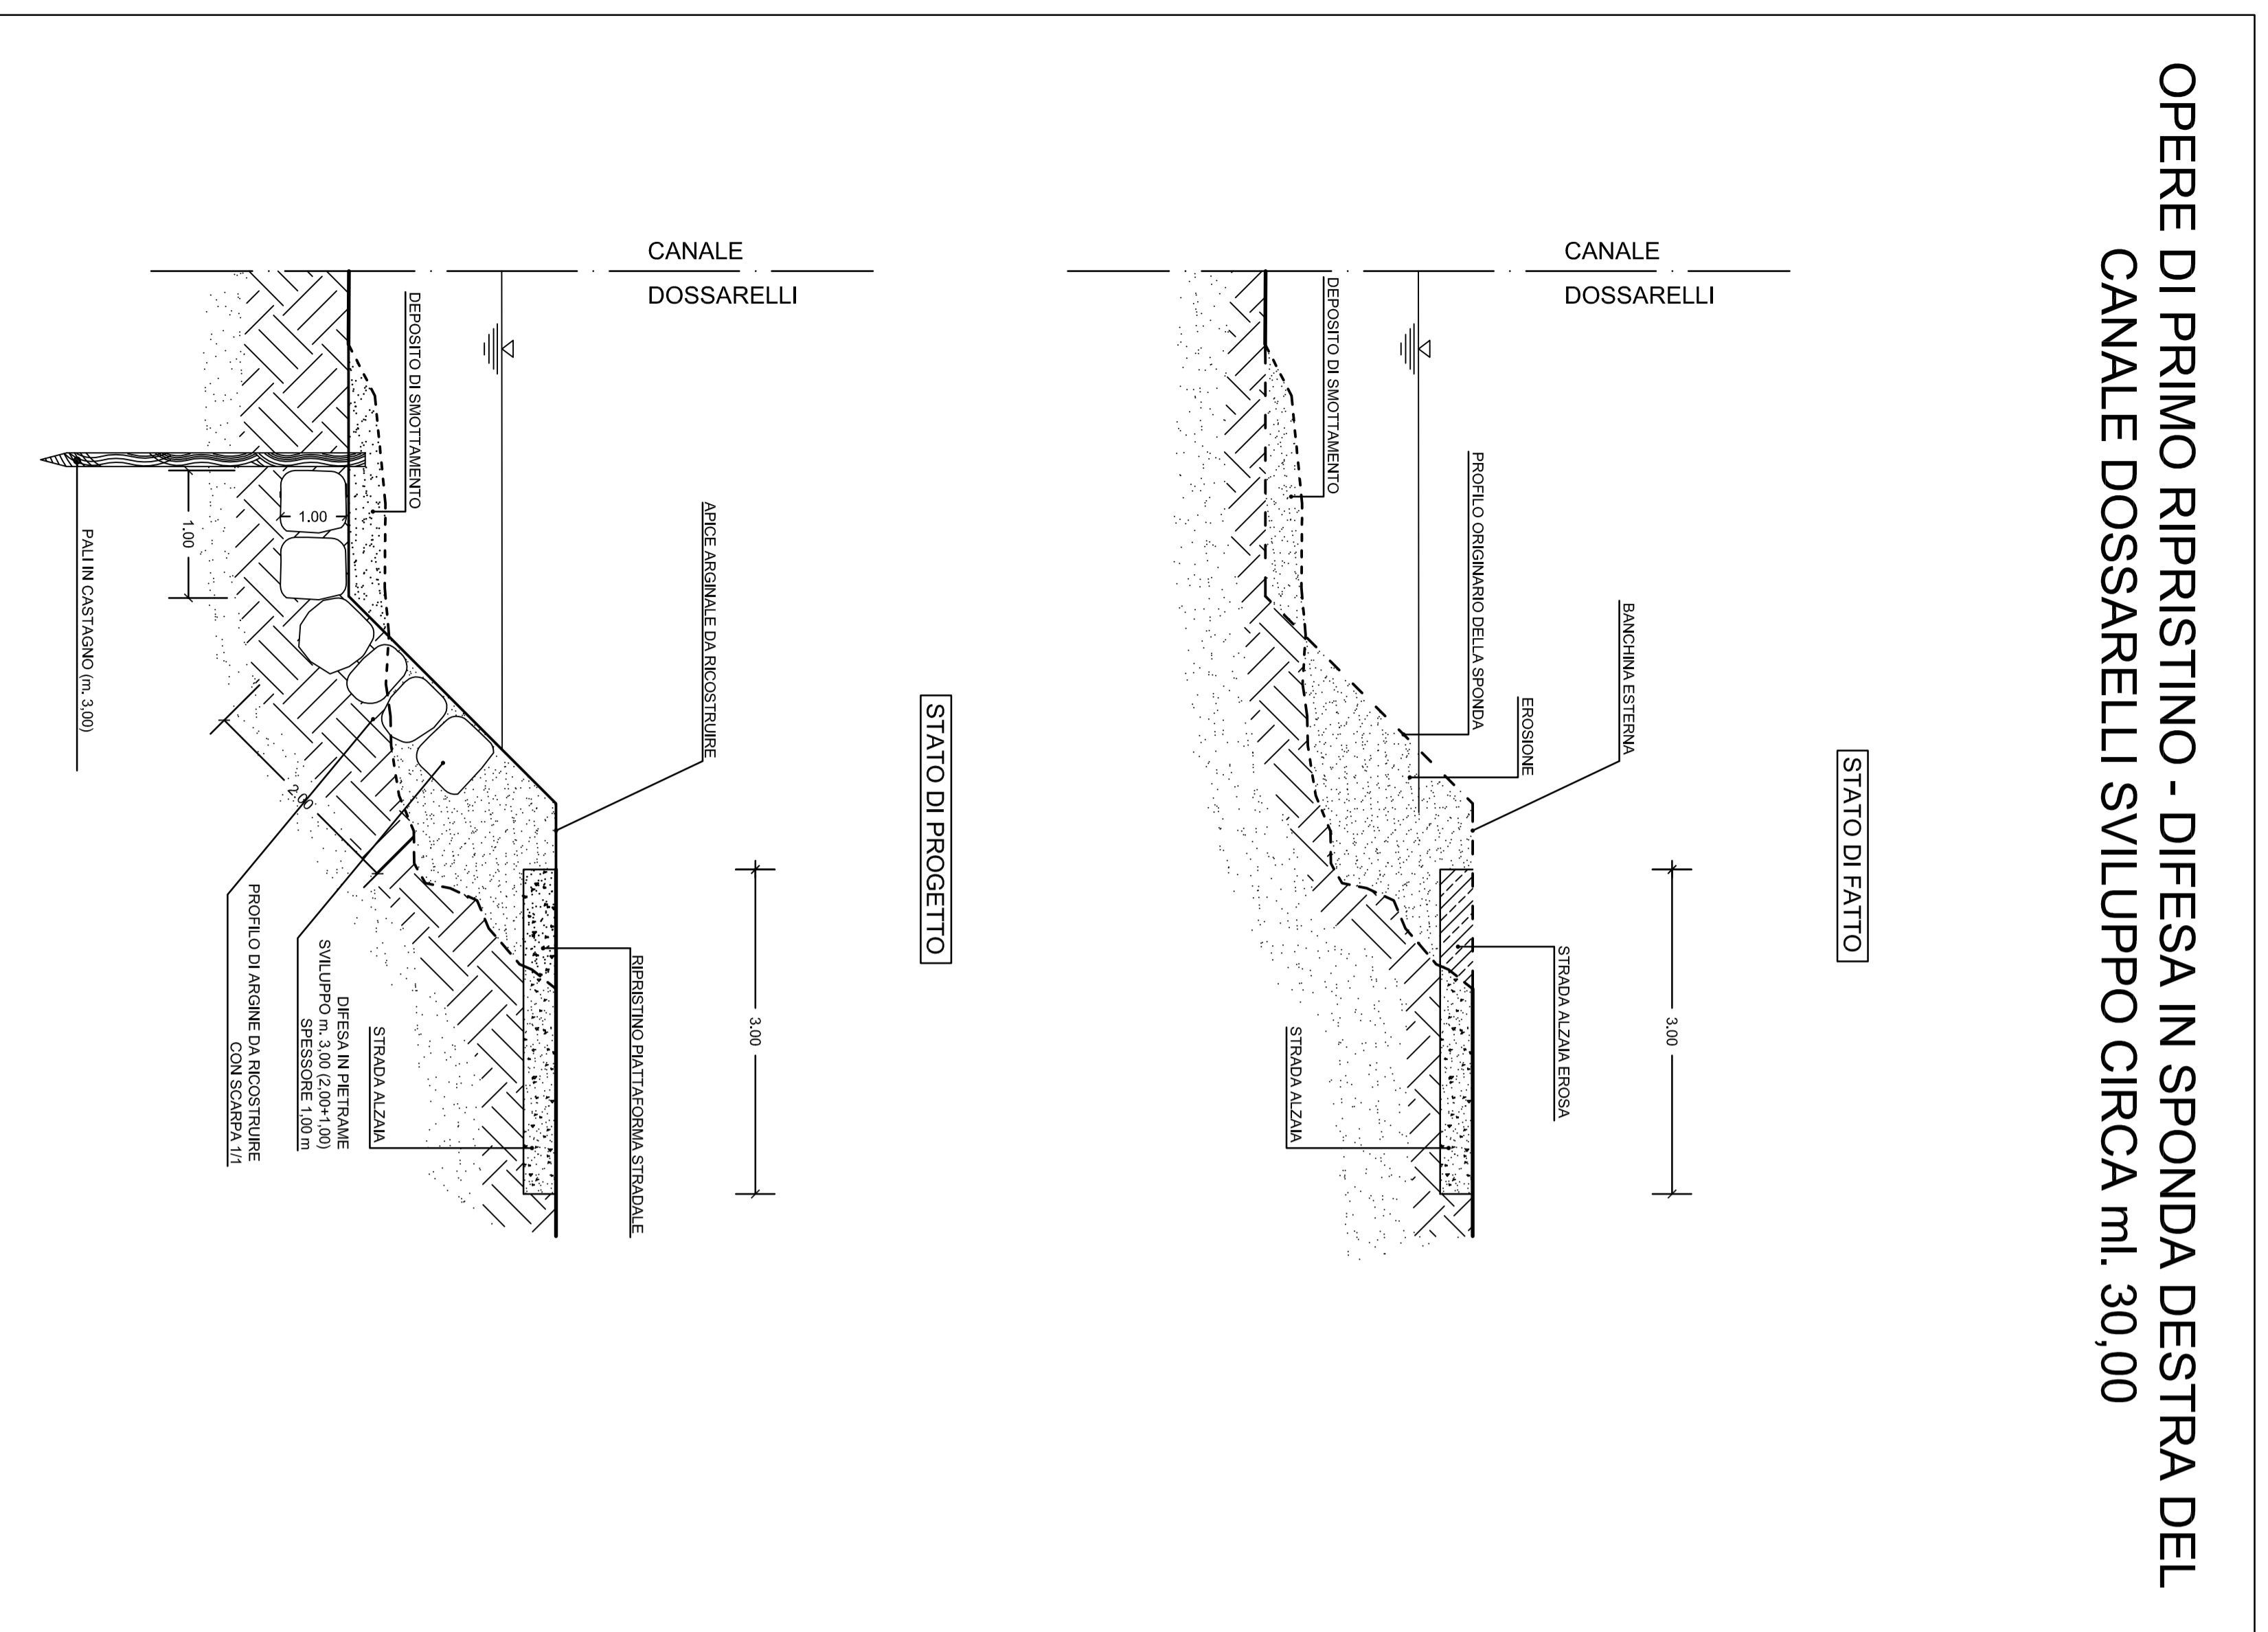 OPERE DI PRIMO RIPRISTINO - DIFESA IN SPONDA DESTRA DEL
CANALE DOSSARELLI SVILUPPO CIRCA ml. 30,00
STATO DI FATTO
CANALE
DOSSARELLI
3.00
BANCHINA ESTERNA
STRADA ALZAIA EROSA
EROSIONE
PROFILO ORIGINARIO DELLA SPONDA
DEPOSITO DI SMOTTAMENTO
STRADA ALZAIA
STATO DI PROGETTO
CANALE
DOSSARELLI
3.00
APICE ARGINALE DA RICOSTRUIRE
RIPRISTINO PIATTAFORMA STRADALE
DEPOSITO DI SMOTTAMENTO
STRADA ALZAIA
DIFESA IN PIETRAME
SVILUPPO m. 3,00 (2,00+1,00)
SPESSORE 1,00 m
1.00
2.00
PROFILO DI ARGINE DA RICOSTRUIRE
CON SCARPA 1/1
1.00
PALI IN CASTAGNO (m. 3,00)